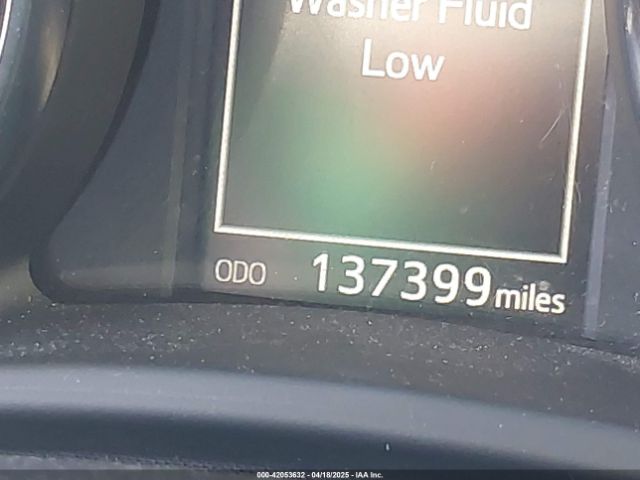 Washer Fluid
Low
ODO 137399 miles
000-42053632 - 04/18/2025 - IAA Inc.